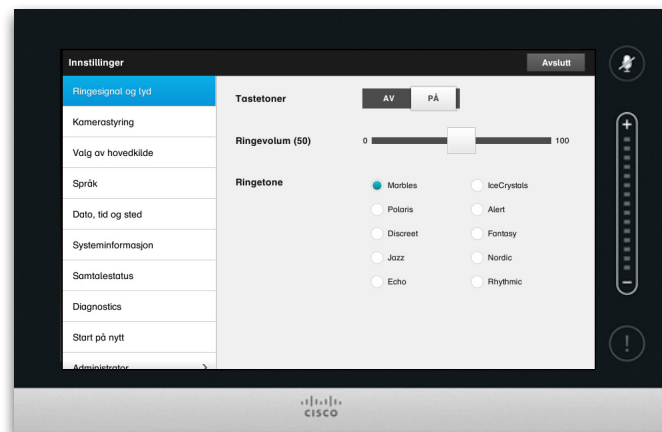 Innstillinger
Avslutt
Ringesignal og lyd
Kamerastyring
Valg av hovedkilde
Språk
Dato, tid og sted
Systeminformasjon
Samtalestatus
Diagnostics
Start på nytt
Administrator
Tastetoner
AV PÅ
Ringevolum (50)
0 100
Ringetone
Marbles IceCrystals
Polaris Alert
Discreet Fantasy
Jazz Nordic
Echo Rhythmic
+
−
!
CISCO